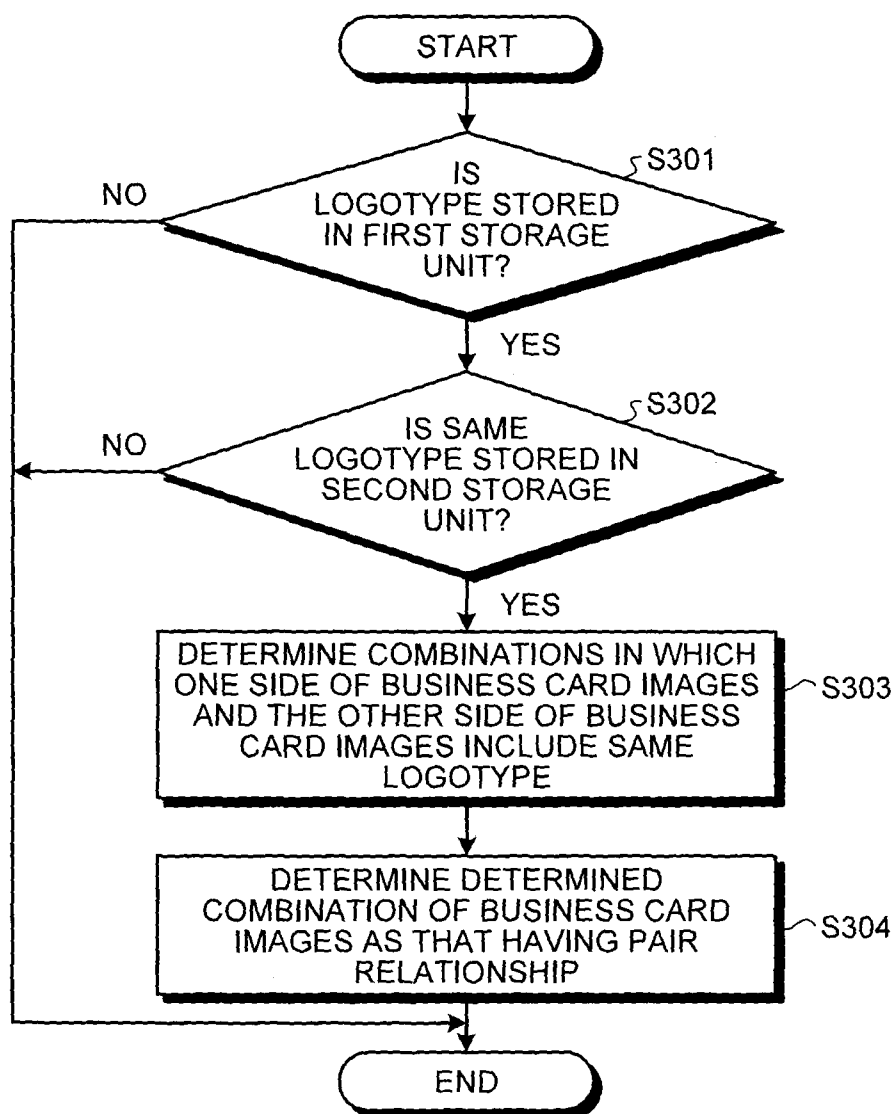 START
IS
LOGOTYPE STORED
IN FIRST STORAGE
UNIT?
S301
NO
YES
IS SAME
LOGOTYPE STORED IN
SECOND STORAGE
UNIT?
S302
NO
YES
DETERMINE COMBINATIONS IN WHICH
ONE SIDE OF BUSINESS CARD IMAGES
AND THE OTHER SIDE OF BUSINESS
CARD IMAGES INCLUDE SAME
LOGOTYPE
S303
DETERMINE DETERMINED
COMBINATION OF BUSINESS CARD
IMAGES AS THAT HAVING PAIR
RELATIONSHIP
S304
END